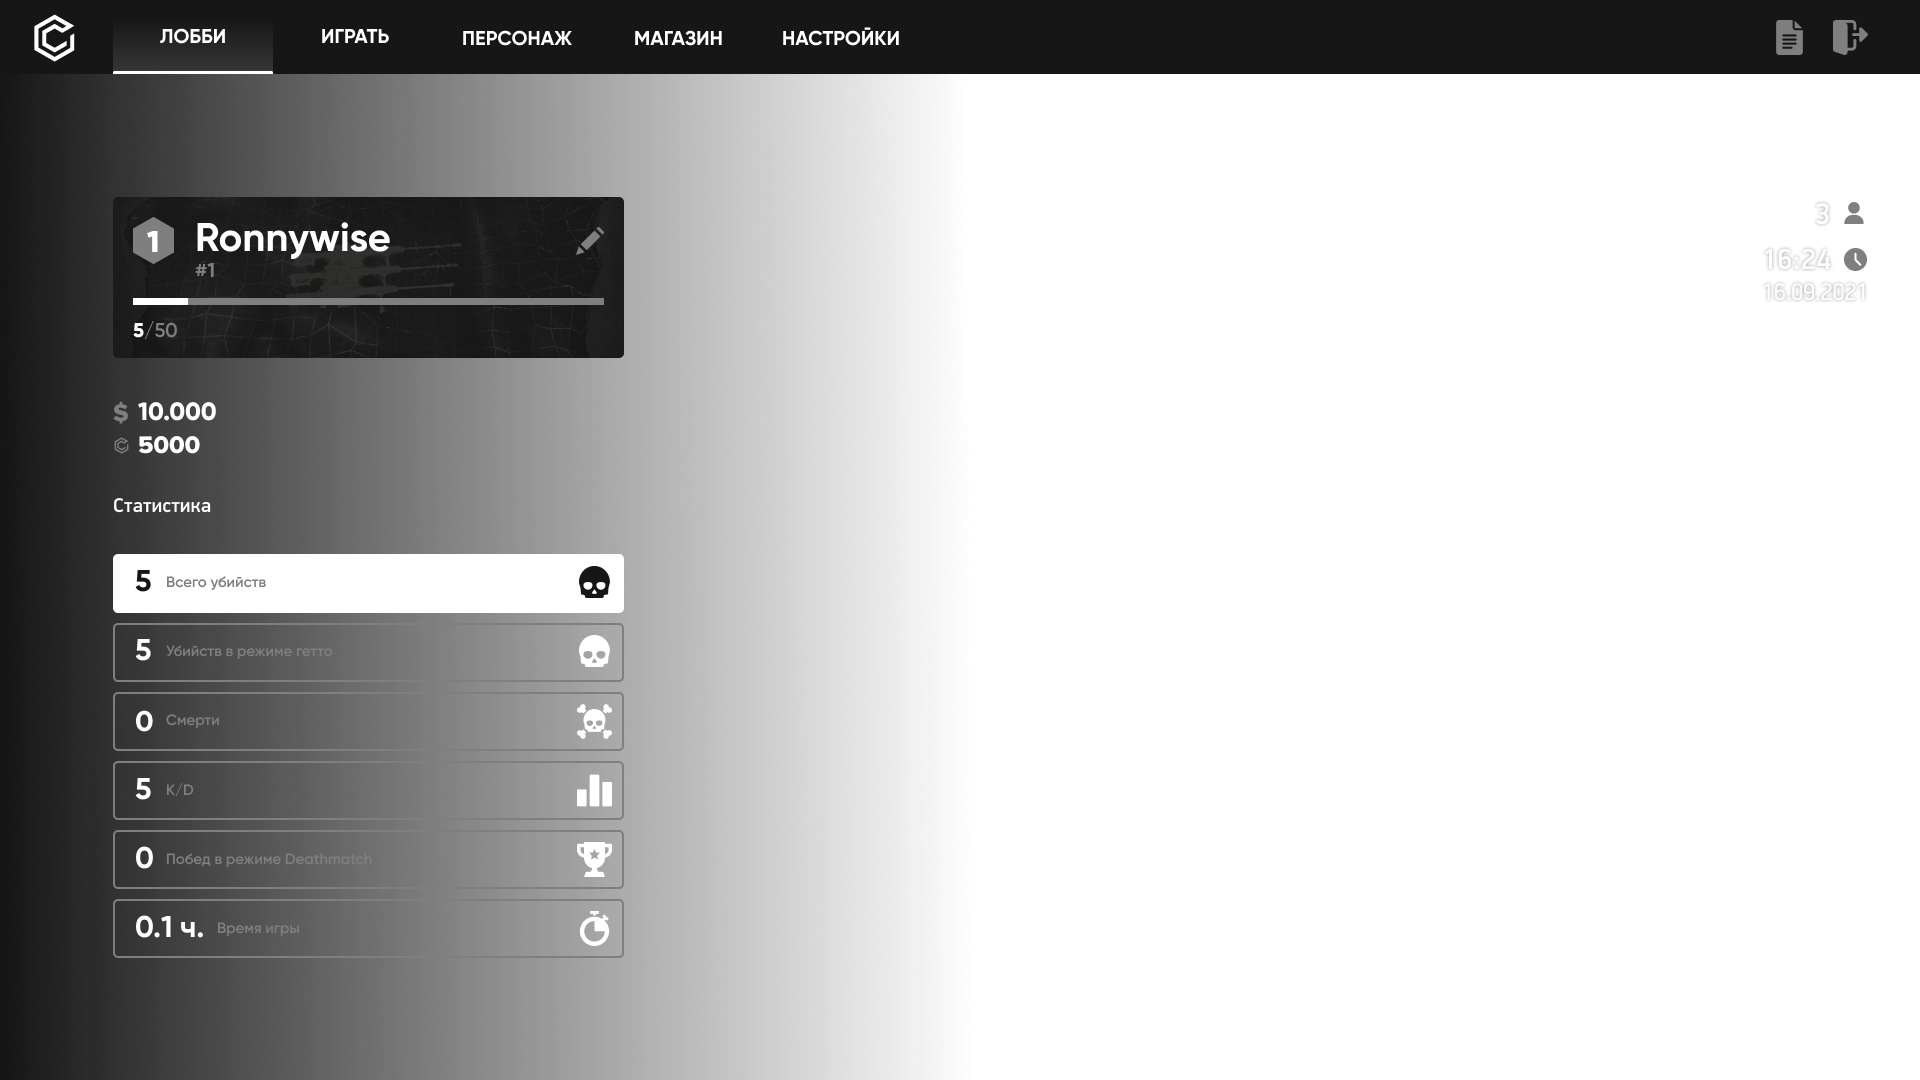 ЛОББИ
ИГРАТЬ
ПЕРСОНАЖ
МАГАЗИН
НАСТРОЙКИ
1
Ronnywise
#1
5/50
$ 10.000
5000
Статистика
5 Всего убийств
5 Убийств в режиме гетто
0 Смерти
5 K/D
0 Побед в режиме Deathmatch
0.1 ч. Время игры
3
16:24
16.09.2021